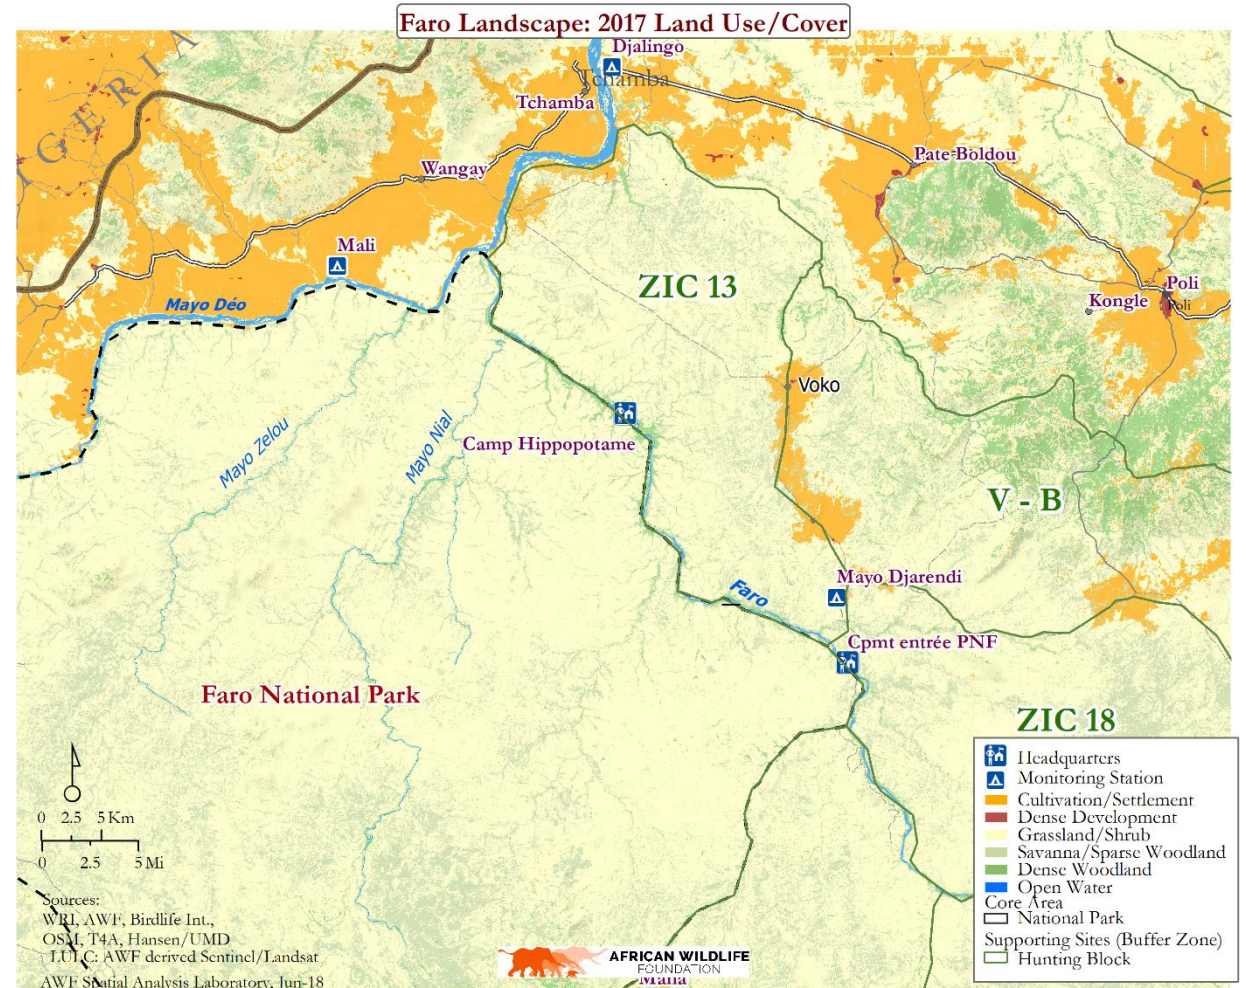 Faro Landscape: 2017 Land Use/Cover
NIGERIA
Djalingo
Tchamba
Tchamba
Wangay
Pate-Boldou
Mali
Mayo Déo
ZIC 13
Poli
Poli
Kongle
Voko
Mayo Zelou
Mayo Nial
Camp Hippopotame
V - B
Mayo Djarendi
Faro
Cpmt entrée PNF
Faro National Park
ZIC 18
0 2.5 5 Km
0 2.5 5 Mi
Headquarters
Monitoring Station
Cultivation/Settlement
Dense Development
Grassland/Shrub
Savanna/Sparse Woodland
Dense Woodland
Open Water
Core Area
National Park
Supporting Sites (Buffer Zone)
Hunting Block
Sources:
WRI, AWF, Birdlife Int.,
OSM, T4A, Hansen/UMD
LULC: AWF derived Sentinel/Landsat
AWF Spatial Analysis Laboratory, Jun-18
AFRICAN WILDLIFE
FOUNDATION